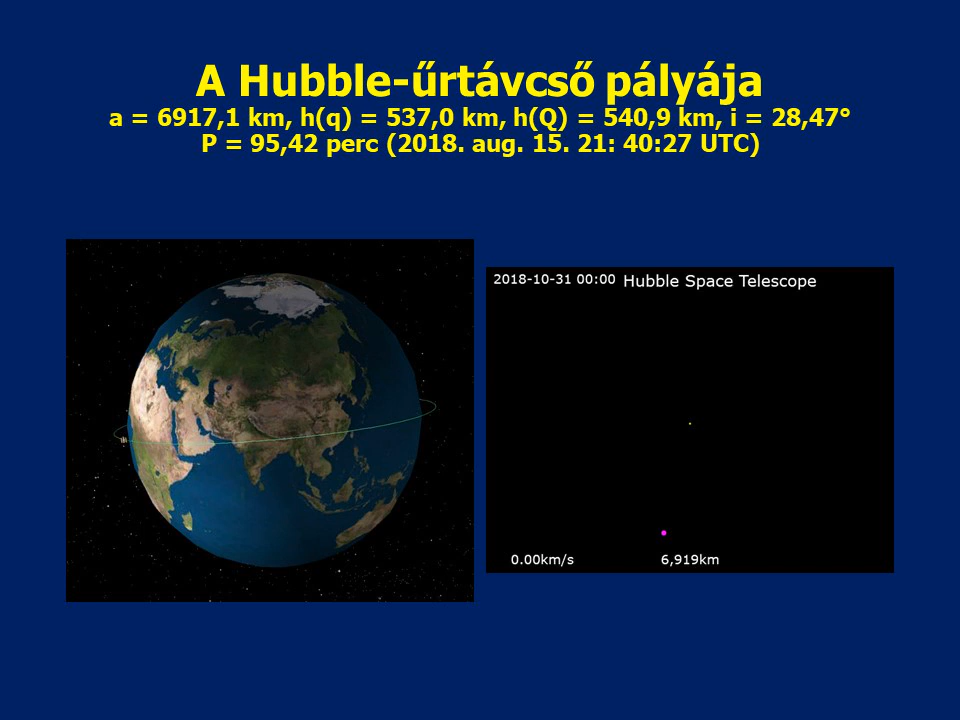 A Hubble-űrtávcső pályája
a = 6917,1 km, h(q) = 537,0 km, h(Q) = 540,9 km, i = 28,47°
P = 95,42 perc (2018. aug. 15. 21: 40:27 UTC)
2018-10-31 00:00 Hubble Space Telescope
0.00km/s 6,919km